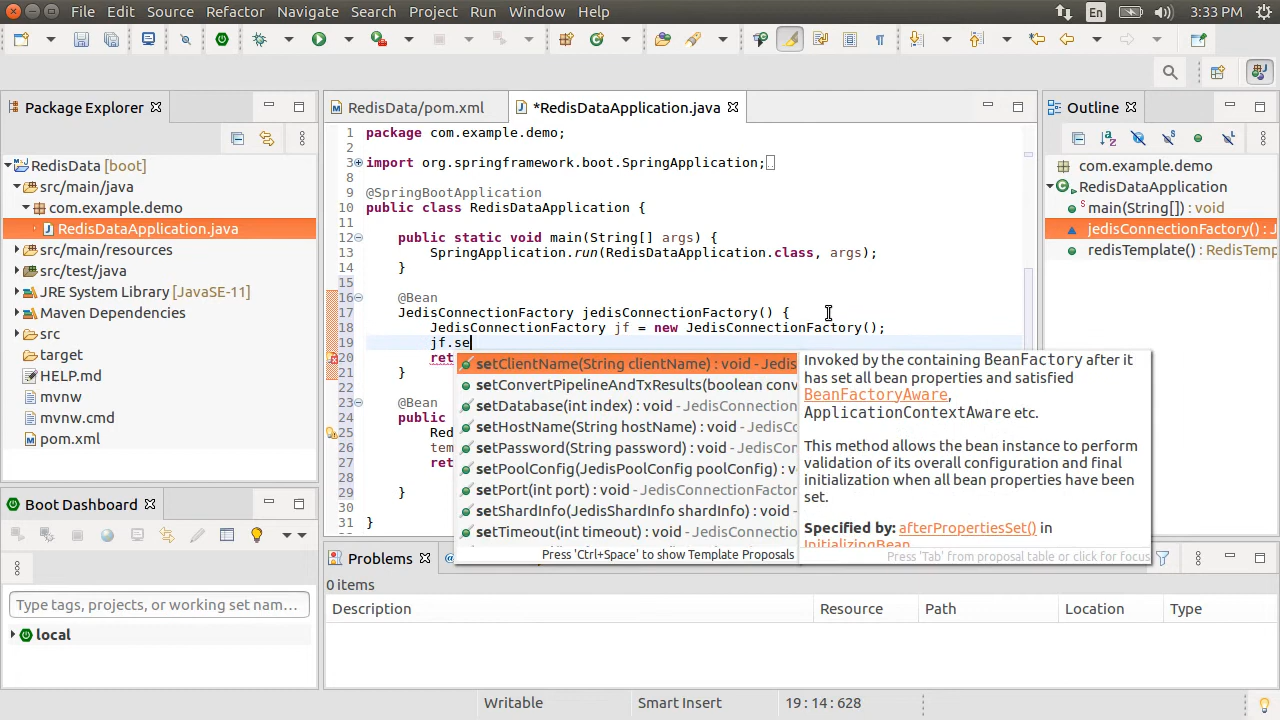 File Edit Source Refactor Navigate Search Project Run Window Help
En
3:33 PM
Package Explorer
RedisData [boot]
src/main/java
com.example.demo
RedisDataApplication.java
src/main/resources
src/test/java
JRE System Library [JavaSE-11]
Maven Dependencies
src
target
HELP.md
mvnw
mvnw.cmd
pom.xml
Boot Dashboard
Type tags, projects, or working set nam...
local
RedisData/pom.xml
*RedisDataApplication.java
1 package com.example.demo;
2
3 import org.springframework.boot.SpringApplication;
8
9 @SpringBootApplication
10 public class RedisDataApplication {
11
12 public static void main(String[] args) {
13 SpringApplication.run(RedisDataApplication.class, args);
14 }
15
16 @Bean
17 JedisConnectionFactory jedisConnectionFactory() {
18 JedisConnectionFactory jf = new JedisConnectionFactory();
19 jf.se
20 ret
21 }
22
23 @Bean
24 public
25 Red
26 tem
27 ret
28
29 }
30
31 }
setClientName(String clientName) : void - Jedis
setConvertPipelineAndTxResults(boolean conv
setDatabase(int index) : void - JedisConnection
setHostName(String hostName) : void - JedisCo
setPassword(String password) : void - JedisCon
setPoolConfig(JedisPoolConfig poolConfig) : v
setPort(int port) : void - JedisConnectionFactor
setShardInfo(JedisShardInfo shardInfo) : void -
setTimeout(int timeout) : void - JedisConnectio
Press 'Ctrl+Space' to show Template Proposals
Invoked by the containing BeanFactory after it
has set all bean properties and satisfied
BeanFactoryAware,
ApplicationContextAware etc.
This method allows the bean instance to perform
validation of its overall configuration and final
initialization when all bean properties have been
set.
Specified by: afterPropertiesSet() in
InitializingBean
Press 'Tab' from proposal table or click for focus
Outline
com.example.demo
RedisDataApplication
main(String[]) : void
jedisConnectionFactory() : J
redisTemplate() : RedisTemp
Problems
0 items
Description Resource Path Location Type
Writable Smart Insert 19 : 14 : 628